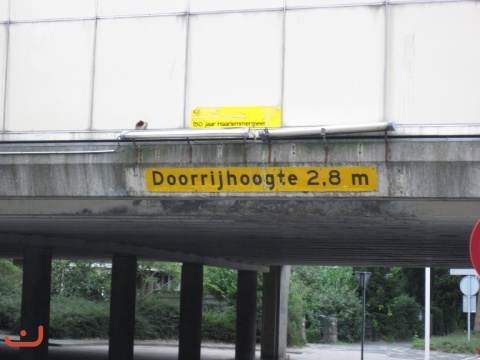 150 jaar Haarlemmermeer
Doorrijhoogte 2,8 m